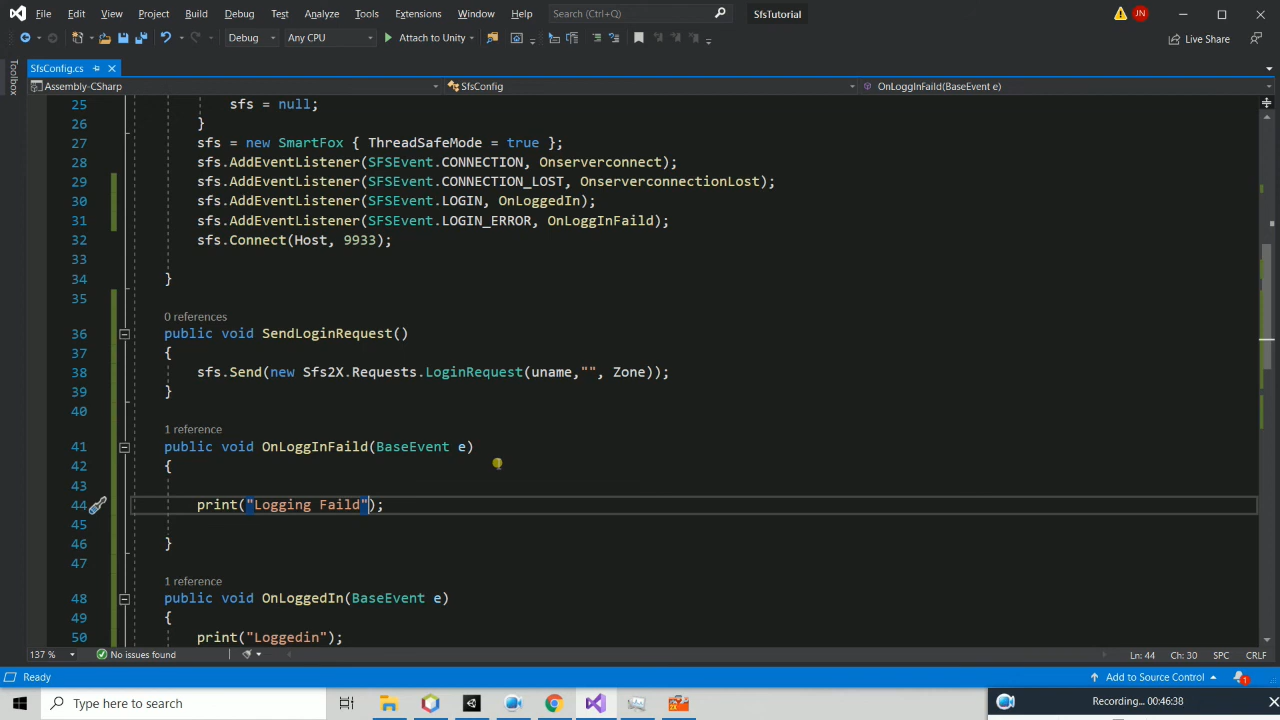 File Edit View Project Build Debug Test Analyze Tools Extensions Window Help Search (Ctrl+Q) SfsTutorial JN
Debug Any CPU Attach to Unity Live Share
Toolbox
SfsConfig.cs
Assembly-CSharp SfsConfig OnLoggInFaild(BaseEvent e)
25 sfs = null;
26 }
27 sfs = new SmartFox { ThreadSafeMode = true };
28 sfs.AddEventListener(SFSEvent.CONNECTION, Onserverconnect);
29 sfs.AddEventListener(SFSEvent.CONNECTION_LOST, OnserverconnectionLost);
30 sfs.AddEventListener(SFSEvent.LOGIN, OnLoggedIn);
31 sfs.AddEventListener(SFSEvent.LOGIN_ERROR, OnLoggInFaild);
32 sfs.Connect(Host, 9933);
33
34 }
35
0 references
36 public void SendLoginRequest()
37 {
38 sfs.Send(new Sfs2X.Requests.LoginRequest(uname,"", Zone));
39 }
40
1 reference
41 public void OnLoggInFaild(BaseEvent e)
42 {
43
44 print("Logging Faild");
45
46 }
47
1 reference
48 public void OnLoggedIn(BaseEvent e)
49 {
50 print("Loggedin");
137 % No issues found Ln: 44 Ch: 30 SPC CRLF
Ready Add to Source Control 1
Type here to search Recording... 00:46:38